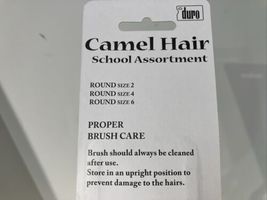 duro
Camel Hair
School Assortment
ROUND SIZE 2
ROUND SIZE 4
ROUND SIZE 6
PROPER
BRUSH CARE
Brush should always be cleaned
after use.
Store in an upright position to
prevent damage to the hairs.